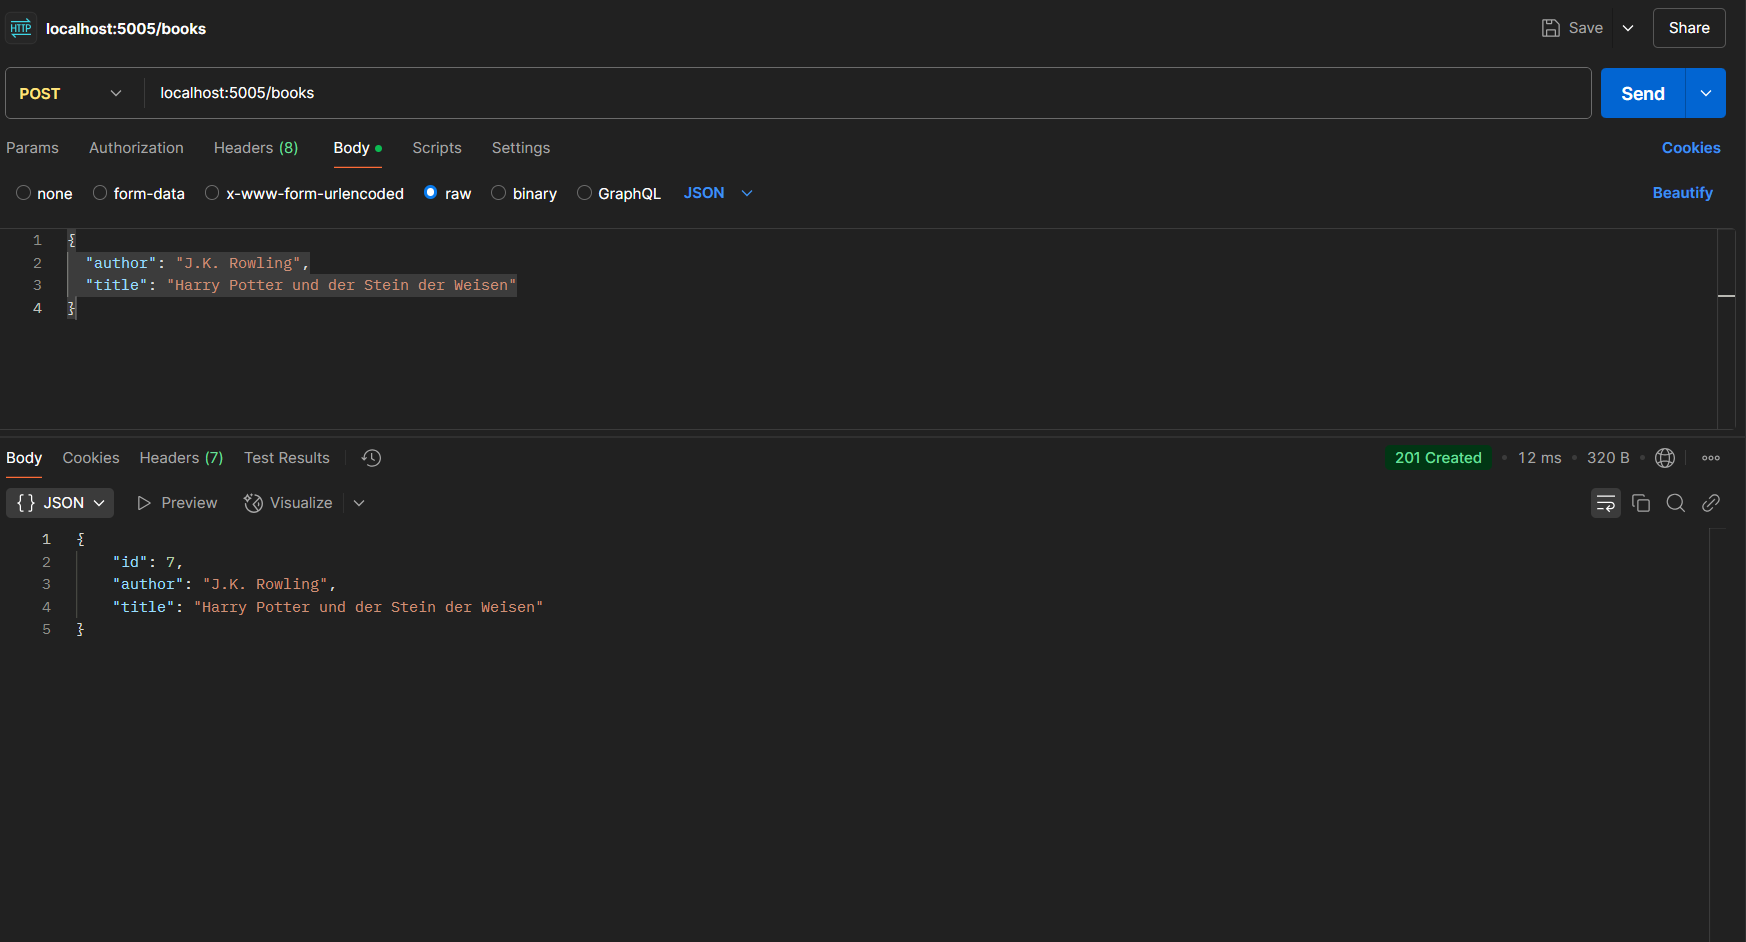 HTTP localhost:5005/books Save Share
POST localhost:5005/books Send
Params Authorization Headers (8) Body Scripts Settings Cookies
none form-data x-www-form-urlencoded raw binary GraphQL JSON Beautify
1 {
2 "author": "J.K. Rowling",
3 "title": "Harry Potter und der Stein der Weisen"
4 }
Body Cookies Headers (7) Test Results 201 Created • 12 ms • 320 B •
{} JSON Preview Visualize
1 {
2 "id": 7,
3 "author": "J.K. Rowling",
4 "title": "Harry Potter und der Stein der Weisen"
5 }